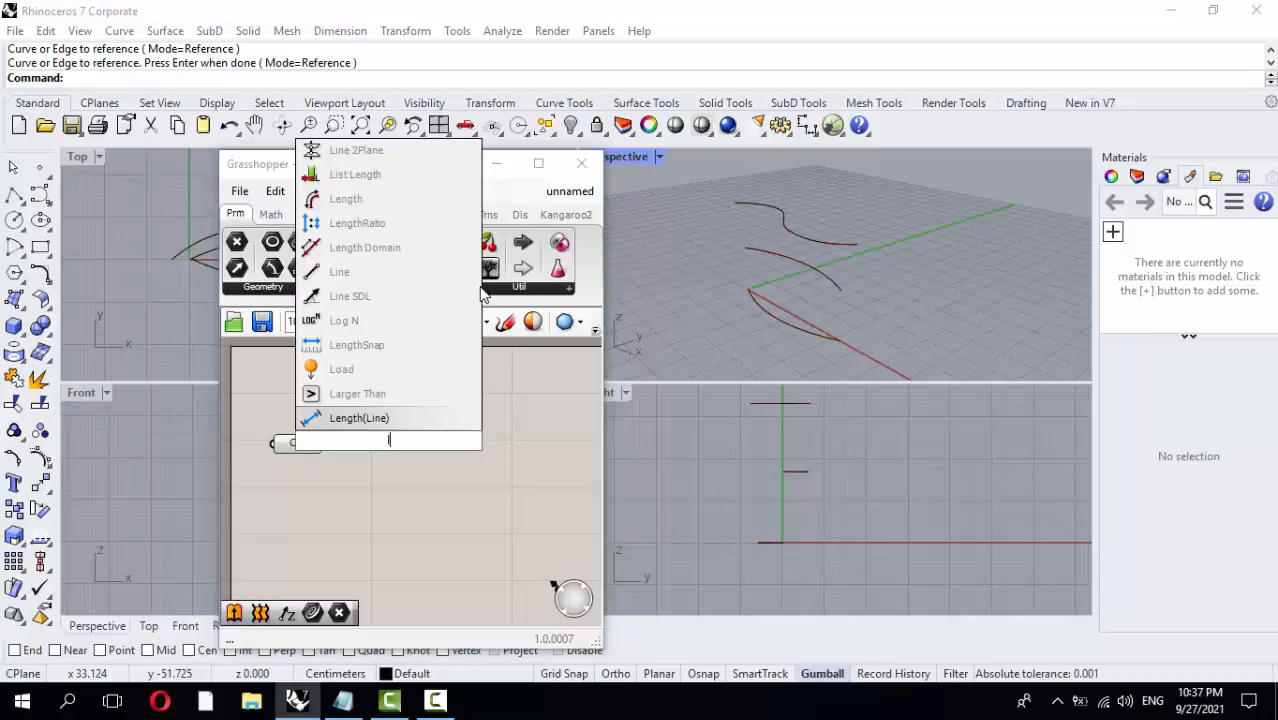 Rhinoceros 7 Corporate
File Edit View Curve Surface SubD Solid Mesh Dimension Transform Tools Analyze Render Panels Help
Curve or Edge to reference ( Mode=Reference )
Curve or Edge to reference. Press Enter when done ( Mode=Reference )
Command:
Standard CPlanes Set View Display Select Viewport Layout Visibility Transform Curve Tools Surface Tools Solid Tools SubD Tools Mesh Tools Render Tools Drafting New in V7
Top
Grasshopper -
spective
Materials
File Edit
unnamed
Prm Math
rns Dis Kangaroo2
No ...
Geometry
Util
There are currently no
materials in this model. Click
the [+] button to add some.
No selection
Line 2Plane
List Length
Length
LengthRatio
Length Domain
Line
Line SDL
Log N
LengthSnap
Load
Larger Than
Length(Line)
l
10
y
x
z
y
x
Front
ht
z
x
z
y
...
1.0.0007
Perspective Top Front R
End Near Point Mid Cen Int Perp Tan Quad Knot Vertex Project Disable
CPlane x 33.124 y -51.725 z 0.000 Centimeters Default Grid Snap Ortho Planar Osnap SmartTrack Gumball Record History Filter Absolute tolerance: 0.001
ENG
10:37 PM
9/27/2021